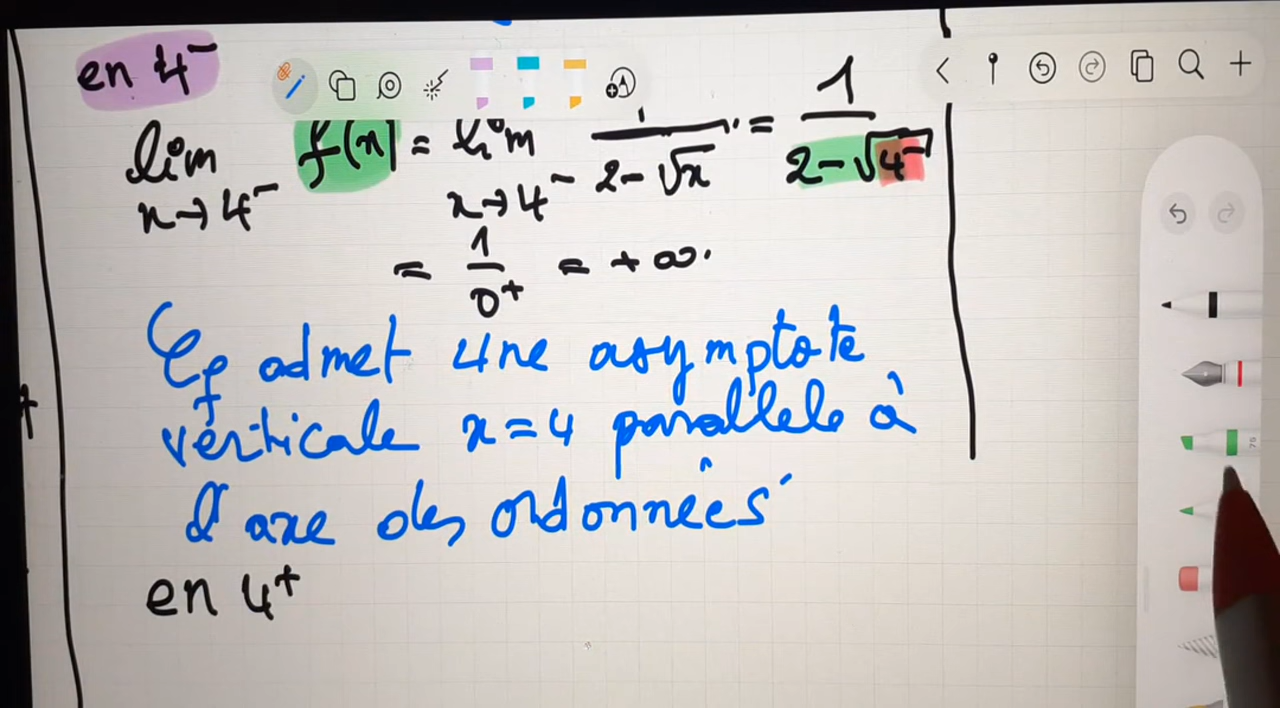 en 4⁻
lim f(x) = lim 1/(2-√x) = 1/(2-√4⁻)
x→4⁻ x→4⁻
= 1/0⁺ = +∞.
Cf admet une asymptote
verticale x=4 parallèle à
l'axe des ordonnées
en 4⁺